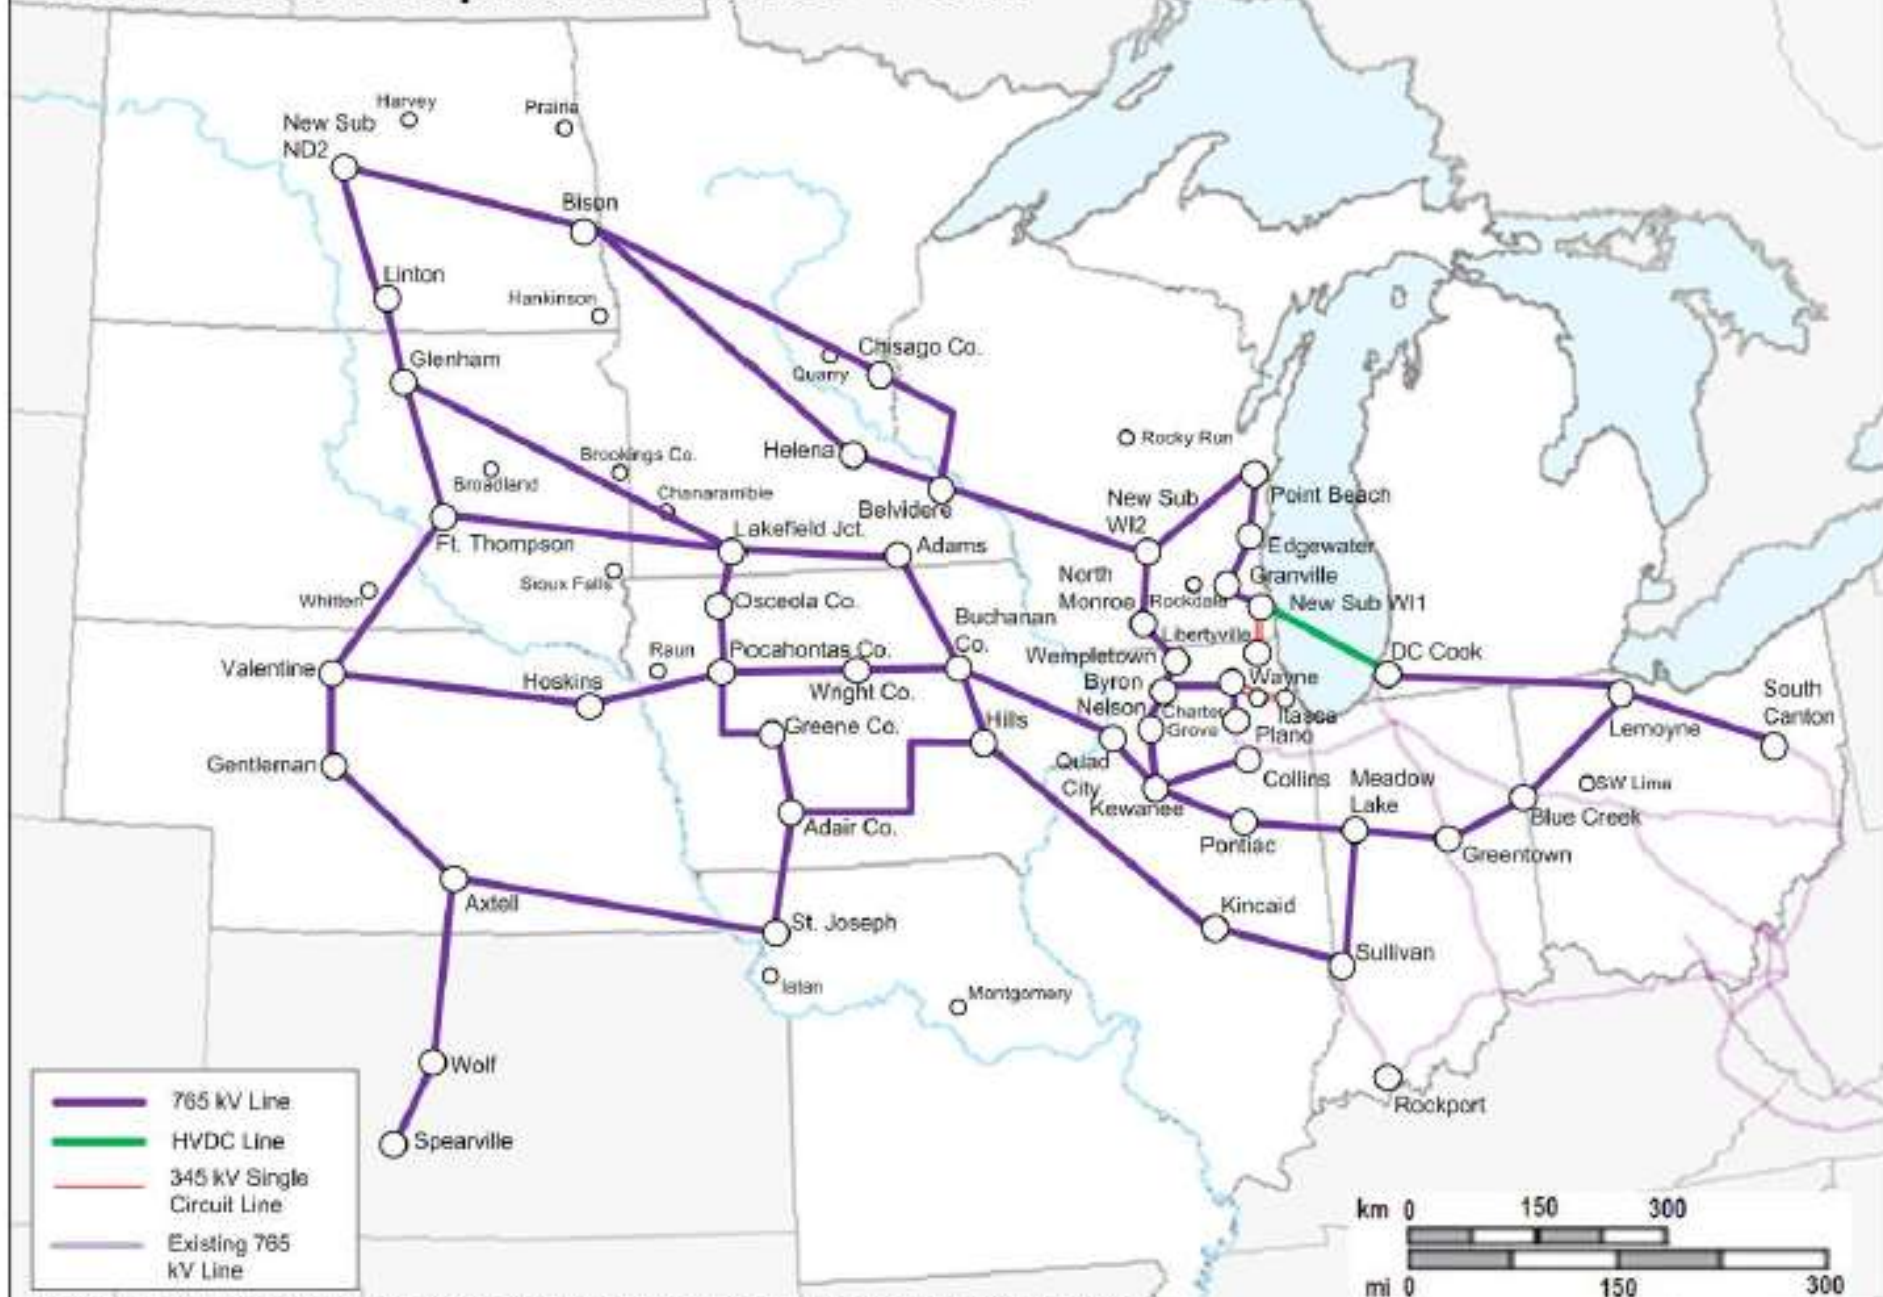 Harvey
Prairie
New Sub
ND2
Bison
Linton
Hankinson
Glenham
Chisago Co.
Quarry
Rocky Run
Helena
Brookings Co.
Broadland
Chanarambie
Belvidere
New Sub
WI2
Point Beach
Lakefield Jct.
Ft. Thompson
Adams
Edgewater
North
Monroe
Granville
Sioux Falls
Whitten
Rockdale
New Sub WI1
Osceola Co.
Buchanan
Co.
Libertyville
Raun
Pocahontas Co.
DC Cook
Valentine
Wempletown
Hoskins
Wright Co.
Byron
Wayne
South
Canton
Nelson
Charter
Grove
Itasca
Hills
Greene Co.
Plano
Lemoyne
Gentleman
Quad
City
Collins
Meadow
Lake
SW Lima
Kewanee
Adair Co.
Blue Creek
Pontiac
Greentown
Axtell
Kincaid
St. Joseph
Sullivan
Iatan
Montgomery
Wolf
Rockport
Spearville
765 kV Line
HVDC Line
345 kV Single
Circuit Line
Existing 765
kV Line
km 0 150 300
mi 0 150 300